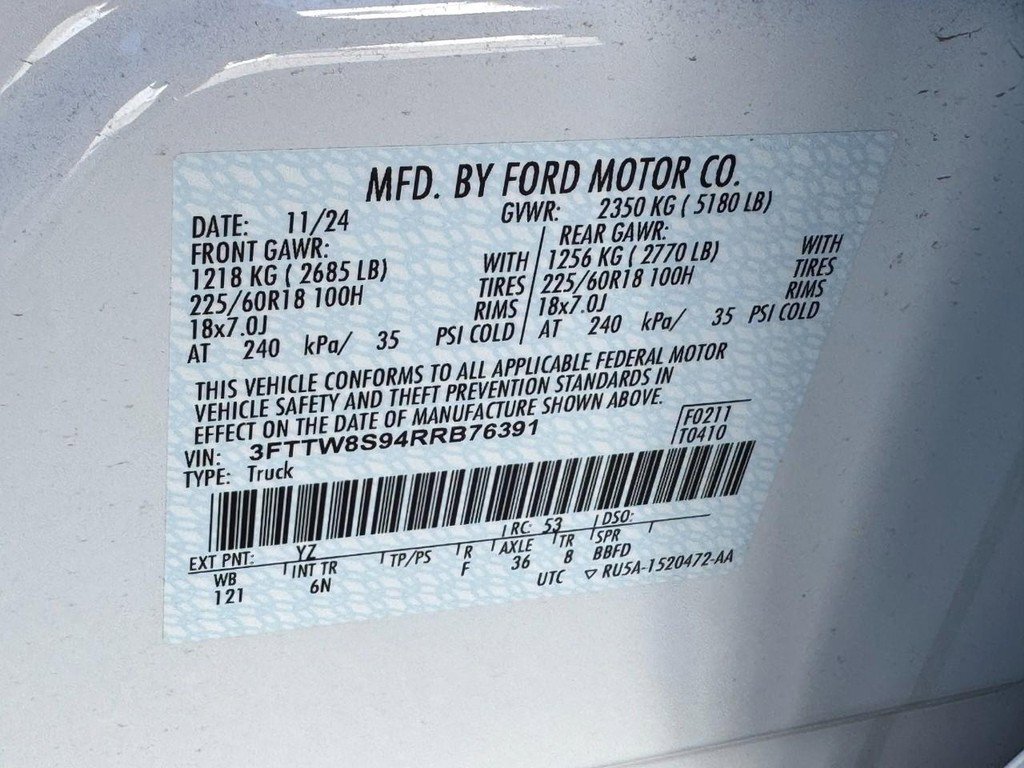 MFD. BY FORD MOTOR CO.
DATE: 11/24 GVWR: 2350 KG ( 5180 LB)
FRONT GAWR: REAR GAWR:
1218 KG ( 2685 LB) WITH 1256 KG ( 2770 LB) WITH
225/60R18 100H TIRES 225/60R18 100H TIRES
18x7.0J RIMS 18x7.0J RIMS
AT 240 kPa/ 35 PSI COLD AT 240 kPa/ 35 PSI COLD
THIS VEHICLE CONFORMS TO ALL APPLICABLE FEDERAL MOTOR
VEHICLE SAFETY AND THEFT PREVENTION STANDARDS IN
EFFECT ON THE DATE OF MANUFACTURE SHOWN ABOVE.
VIN: 3FTTW8S94RRB76391 F0211
TYPE: Truck T0410
EXT PNT: YZ RC: 53 DSO:
WB INT TR TP/PS R AXLE TR SPR
121 6N F 36 8 BBFD
UTC ▽ RU5A-1520472-AA